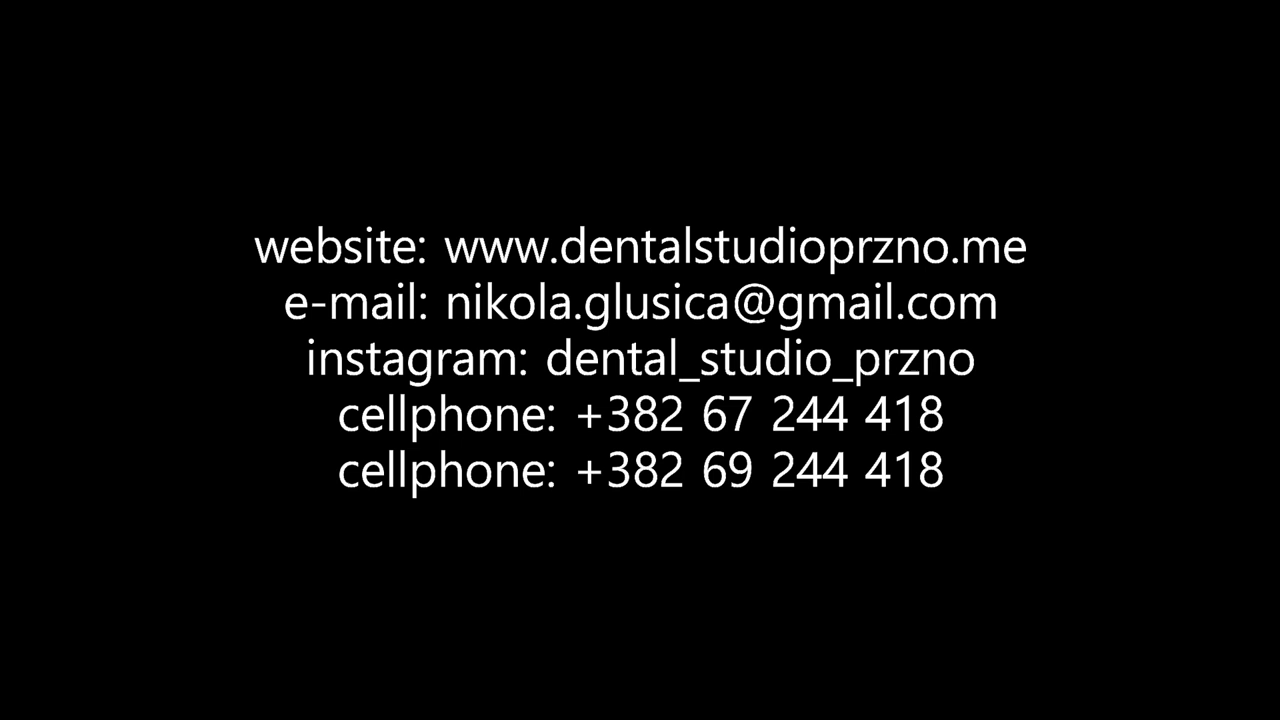 website: www.dentalstudioprzno.me
e-mail: nikola.glusica@gmail.com
instagram: dental_studio_przno
cellphone: +382 67 244 418
cellphone: +382 69 244 418